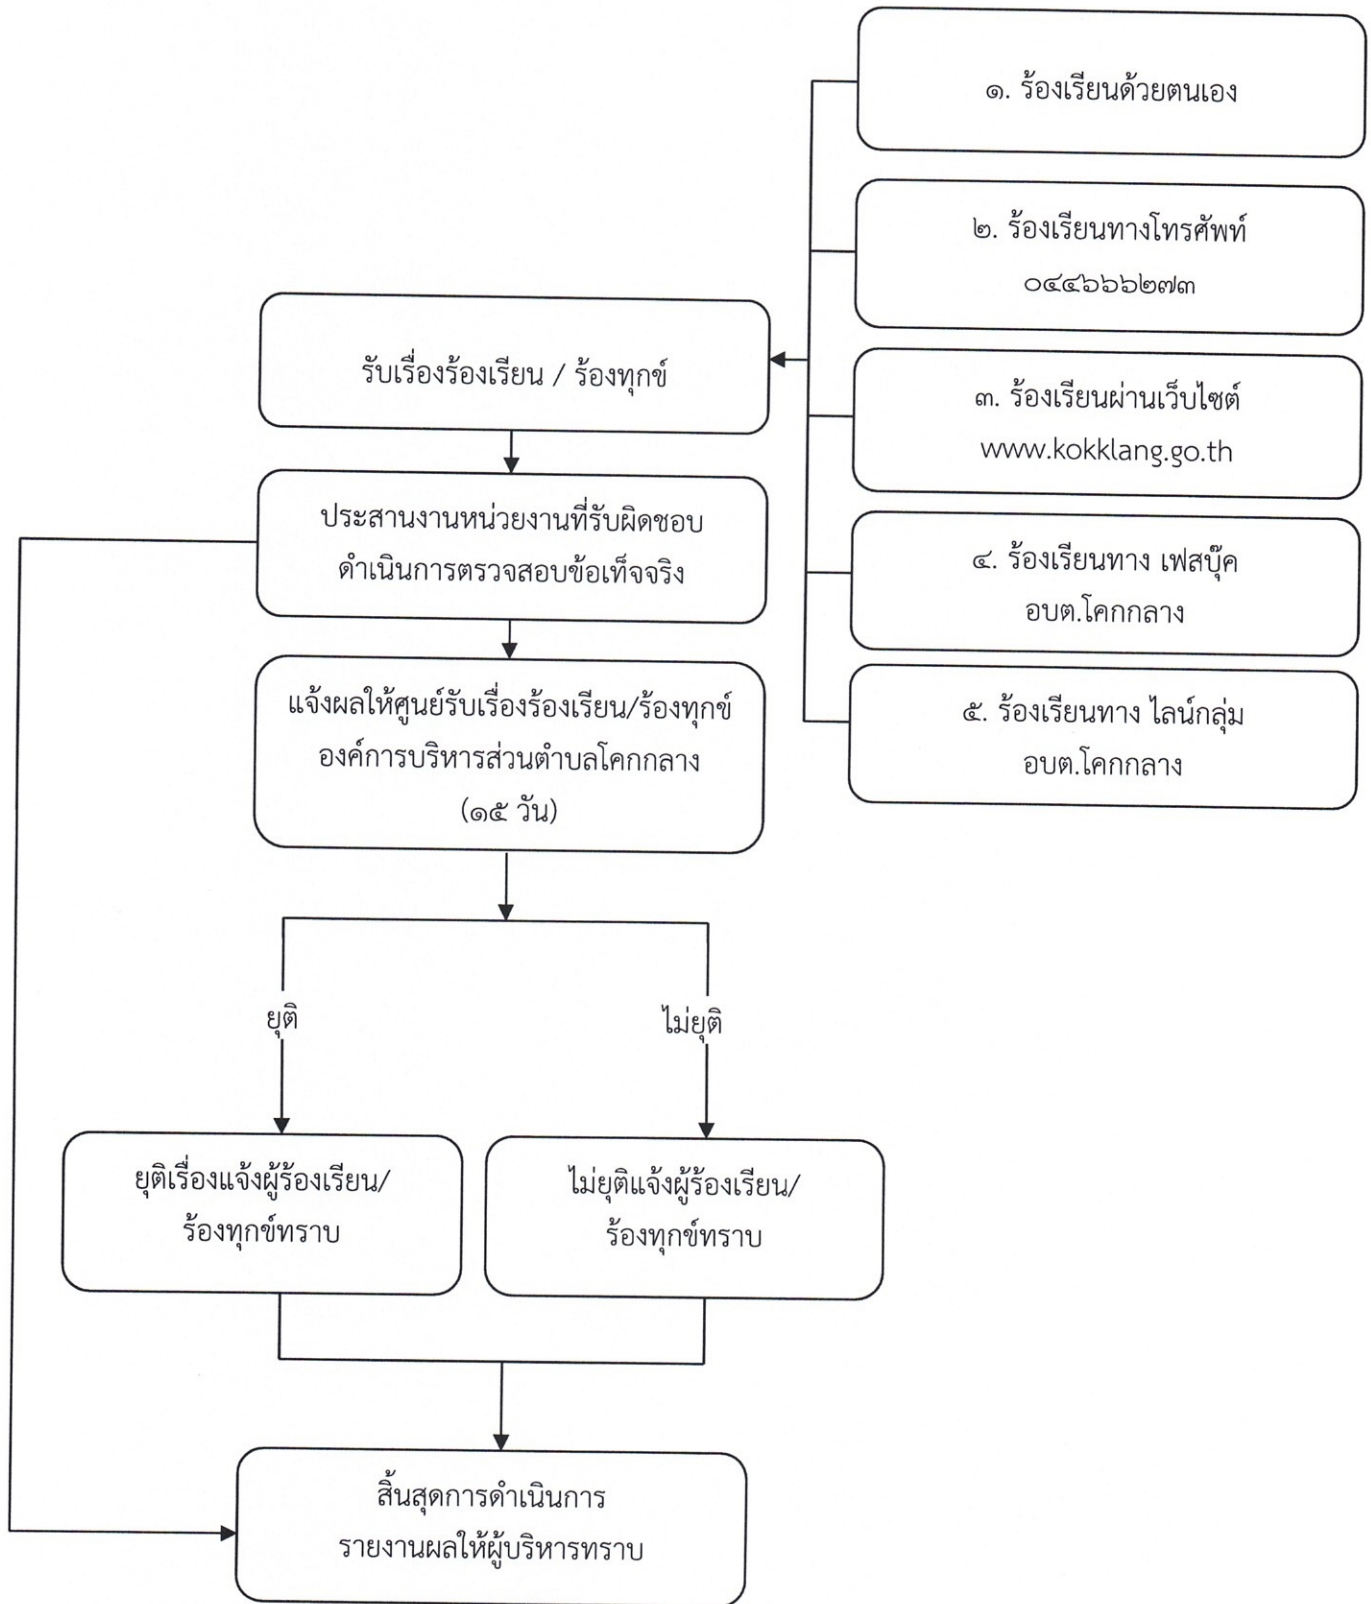 ๑. ร้องเรียนด้วยตนเอง
๒. ร้องเรียนทางโทรศัพท์
๐๔๔๖๖๖๒๗๓
๓. ร้องเรียนผ่านเว็บไซต์
www.kokklang.go.th
๔. ร้องเรียนทาง เฟสบุ๊ค
อบต.โคกกลาง
๕. ร้องเรียนทาง ไลน์กลุ่ม
อบต.โคกกลาง
รับเรื่องร้องเรียน / ร้องทุกข์
ประสานงานหน่วยงานที่รับผิดชอบ
ดำเนินการตรวจสอบข้อเท็จจริง
แจ้งผลให้ศูนย์รับเรื่องร้องเรียน/ร้องทุกข์
องค์การบริหารส่วนตำบลโคกกลาง
(๑๕ วัน)
ยุติ
ไม่ยุติ
ยุติเรื่องแจ้งผู้ร้องเรียน/
ร้องทุกข์ทราบ
ไม่ยุติแจ้งผู้ร้องเรียน/
ร้องทุกข์ทราบ
สิ้นสุดการดำเนินการ
รายงานผลให้ผู้บริหารทราบ